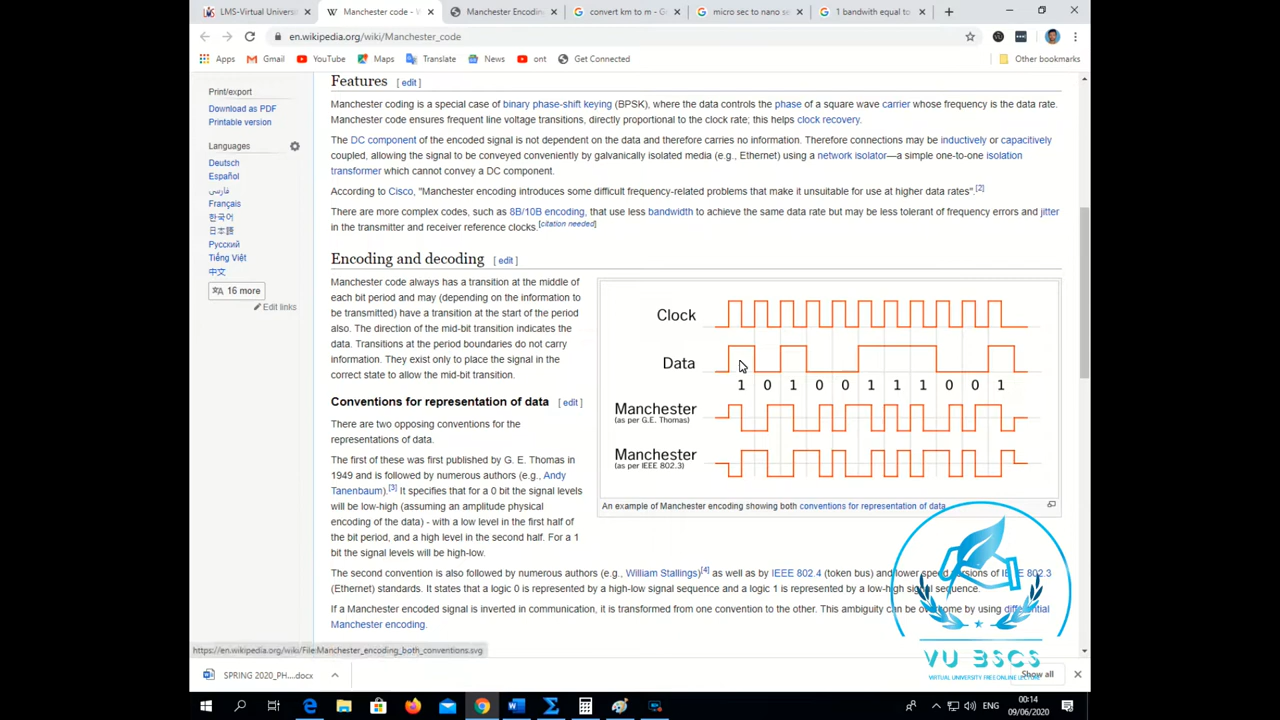 LMS-Virtual Universi
Manchester code - W
Manchester Encodin
convert km to m - G
micro sec to nano se
1 bandwith equal to
en.wikipedia.org/wiki/Manchester_code
Apps
Gmail
YouTube
Maps
Translate
News
ont
Get Connected
Other bookmarks
Print/export
Download as PDF
Printable version
Languages
Deutsch
Español
فارسی
Français
한국어
日本語
Русский
Tiếng Việt
中文
16 more
Edit links
Features [ edit ]
Manchester coding is a special case of binary phase-shift keying (BPSK), where the data controls the phase of a square wave carrier whose frequency is the data rate.
Manchester code ensures frequent line voltage transitions, directly proportional to the clock rate; this helps clock recovery.
The DC component of the encoded signal is not dependent on the data and therefore carries no information. Therefore connections may be inductively or capacitively
coupled, allowing the signal to be conveyed conveniently by galvanically isolated media (e.g., Ethernet) using a network isolator—a simple one-to-one isolation
transformer which cannot convey a DC component.
According to Cisco, "Manchester encoding introduces some difficult frequency-related problems that make it unsuitable for use at higher data rates".[2]
There are more complex codes, such as 8B/10B encoding, that use less bandwidth to achieve the same data rate but may be less tolerant of frequency errors and jitter
in the transmitter and receiver reference clocks.[citation needed]
Encoding and decoding [ edit ]
Manchester code always has a transition at the middle of
each bit period and may (depending on the information to
be transmitted) have a transition at the start of the period
also. The direction of the mid-bit transition indicates the
data. Transitions at the period boundaries do not carry
information. They exist only to place the signal in the
correct state to allow the mid-bit transition.
Clock
Data
1 0 1 0 0 1 1 1 0 0 1
Manchester
(as per G.E. Thomas)
Manchester
(as per IEEE 802.3)
An example of Manchester encoding showing both conventions for representation of data
Conventions for representation of data [ edit ]
There are two opposing conventions for the
representations of data.
The first of these was first published by G. E. Thomas in
1949 and is followed by numerous authors (e.g., Andy
Tanenbaum).[3] It specifies that for a 0 bit the signal levels
will be low-high (assuming an amplitude physical
encoding of the data) - with a low level in the first half of
the bit period, and a high level in the second half. For a 1
bit the signal levels will be high-low.
The second convention is also followed by numerous authors (e.g., William Stallings)[4] as well as by IEEE 802.4 (token bus) and lower speed versions of IEEE 802.3
(Ethernet) standards. It states that a logic 0 is represented by a high-low signal sequence and a logic 1 is represented by a low-high signal sequence.
If a Manchester encoded signal is inverted in communication, it is transformed from one convention to the other. This ambiguity can be overcome by using differential
Manchester encoding.
https://en.wikipedia.org/wiki/File:Manchester_encoding_both_conventions.svg
VU BSCS
VIRTUAL UNIVERSITY FREE ONLINE LECTURE
SPRING 2020_PH....docx
Show all
ENG
00:14
09/06/2020